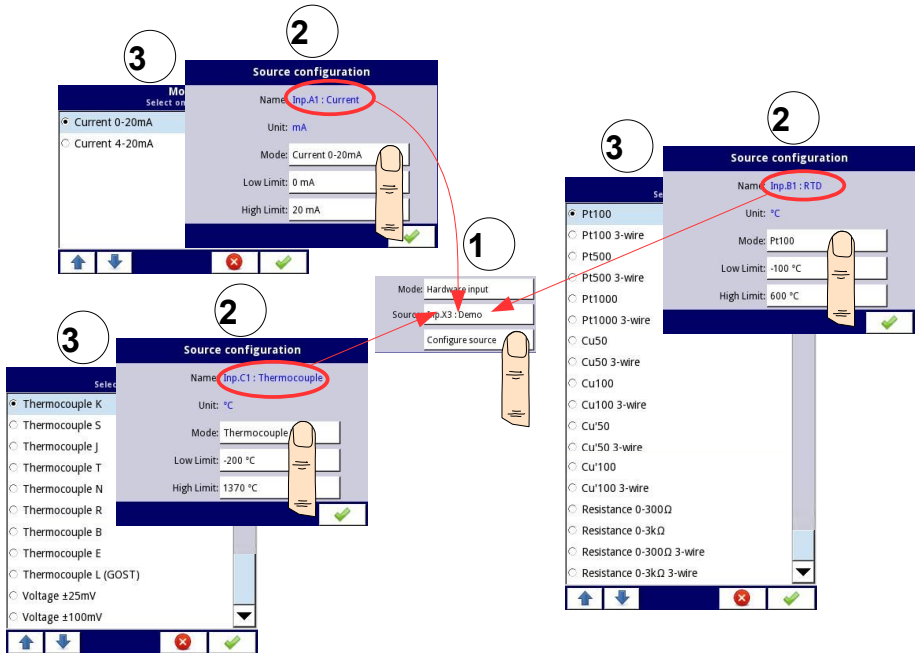 3
Mo
Select on
Current 0-20mA
Current 4-20mA
2
Source configuration
Name: Inp.A1 : Current
Unit: mA
Mode: Current 0-20mA
Low Limit: 0 mA
High Limit: 20 mA
1
Mode: Hardware input
Source: Inp.X3 : Demo
Configure source
2
Source configuration
Name: Inp.B1 : RTD
Unit: °C
Mode: Pt100
Low Limit: -100 °C
High Limit: 600 °C
3
Se
Pt100
Pt100 3-wire
Pt500
Pt500 3-wire
Pt1000
Pt1000 3-wire
Cu50
Cu50 3-wire
Cu100
Cu100 3-wire
Cu'50
Cu'50 3-wire
Cu'100
Cu'100 3-wire
Resistance 0-300Ω
Resistance 0-3kΩ
Resistance 0-300Ω 3-wire
Resistance 0-3kΩ 3-wire
2
Source configuration
Name: Inp.C1 : Thermocouple
Unit: °C
Mode: Thermocouple
Low Limit: -200 °C
High Limit: 1370 °C
3
Selec
Thermocouple K
Thermocouple S
Thermocouple J
Thermocouple T
Thermocouple N
Thermocouple R
Thermocouple B
Thermocouple E
Thermocouple L (GOST)
Voltage ±25mV
Voltage ±100mV